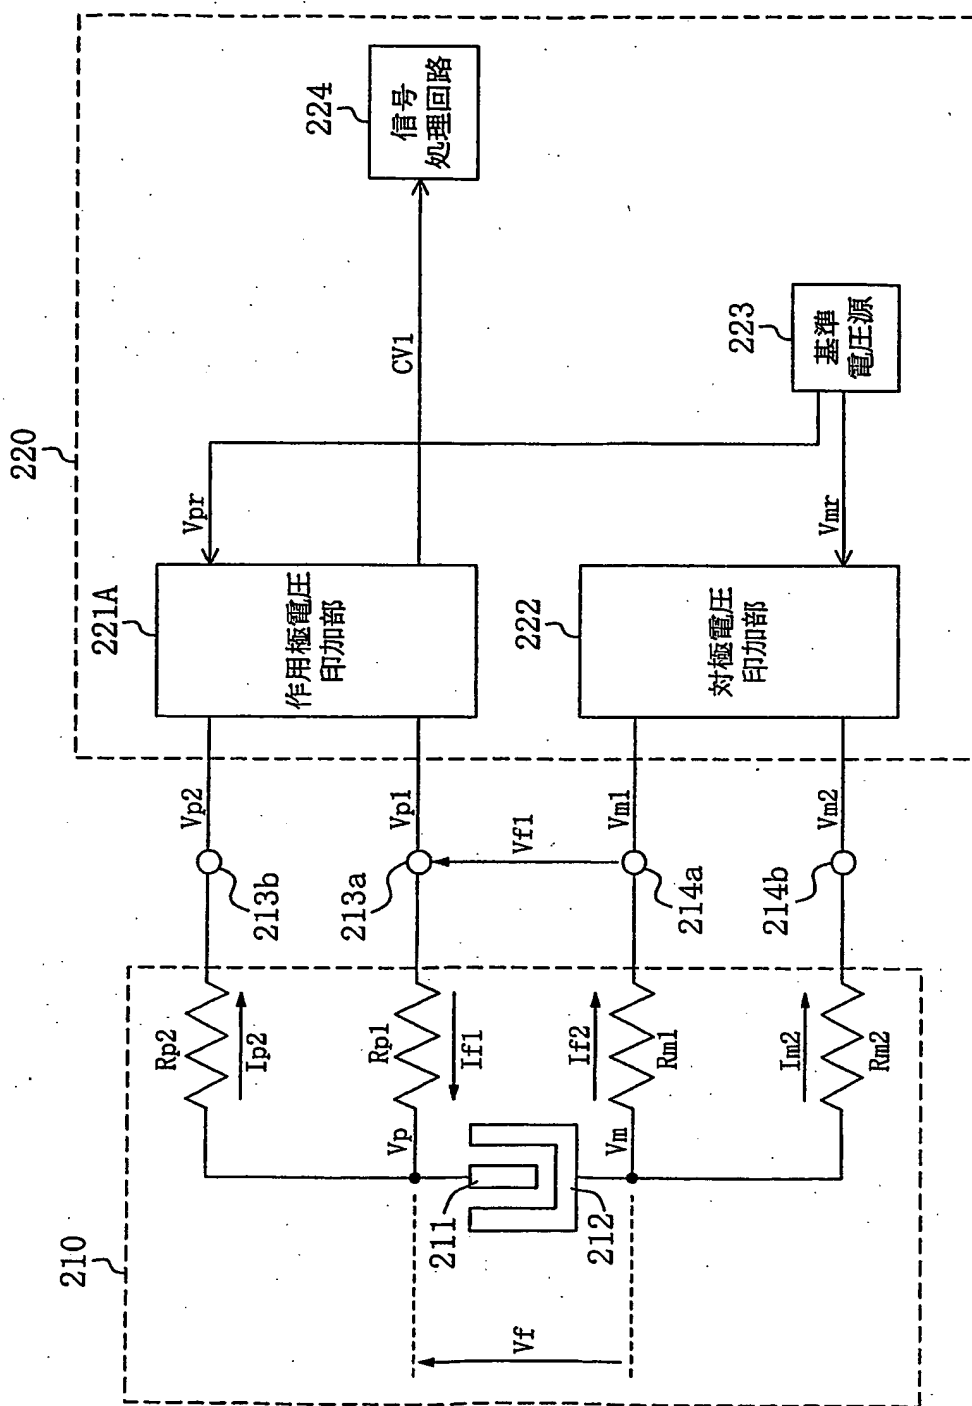 220
224
信号
処理回路
CV1
223
基準
電圧源
Vpr
Vmr
221A
作用極電圧
印加部
222
対極電圧
印加部
Vp2
Vp1
Vm1
Vm2
Vf1
213b
213a
214a
214b
210
Rp2
Ip2
Rp1
If1
If2
Rm1
Im2
Rm2
Vp
Vm
211
212
Vf